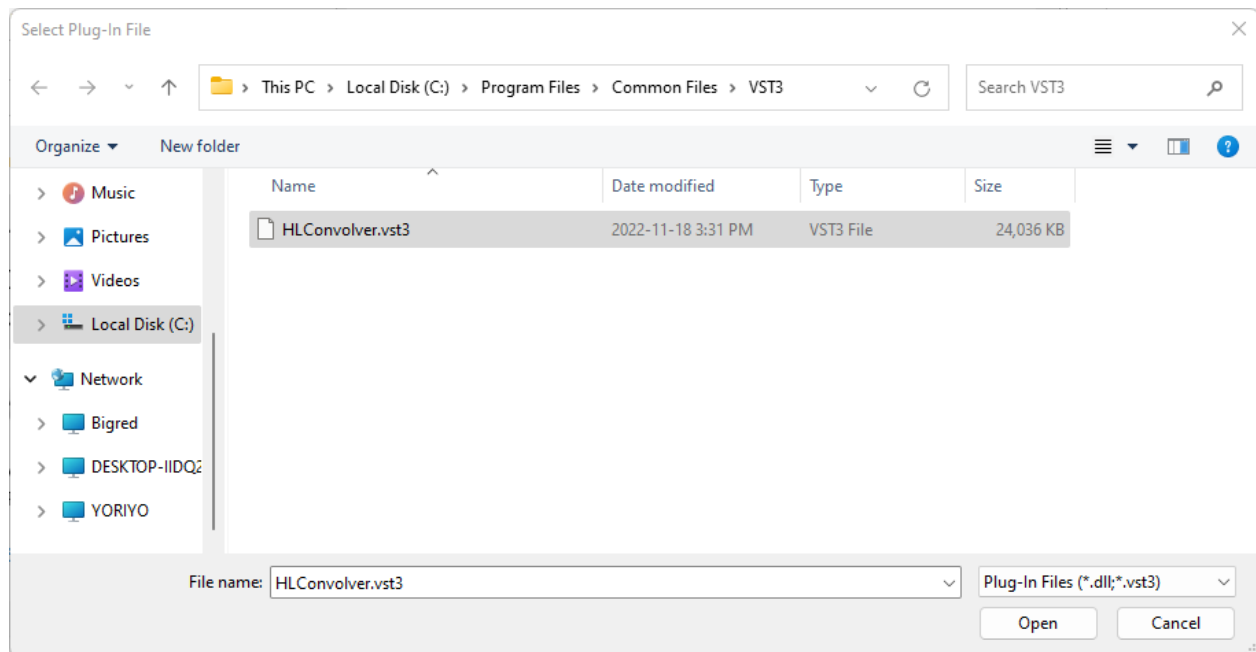 Select Plug-In File
This PC > Local Disk (C:) > Program Files > Common Files > VST3
Search VST3
Organize
New folder
Name Date modified Type Size
HLConvolver.vst3 2022-11-18 3:31 PM VST3 File 24,036 KB
Music
Pictures
Videos
Local Disk (C:)
Network
Bigred
DESKTOP-IIDQ2
YORIYO
File name: HLConvolver.vst3
Plug-In Files (*.dll;*.vst3)
Open Cancel